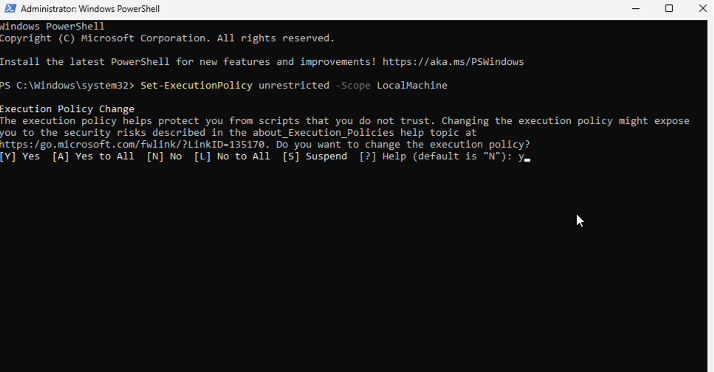 Administrator: Windows PowerShell
Windows PowerShell
Copyright (C) Microsoft Corporation. All rights reserved.
Install the latest PowerShell for new features and improvements! https://aka.ms/PSWindows
PS C:\Windows\system32> Set-ExecutionPolicy unrestricted -Scope LocalMachine
Execution Policy Change
The execution policy helps protect you from scripts that you do not trust. Changing the execution policy might expose
you to the security risks described in the about_Execution_Policies help topic at
https:/go.microsoft.com/fwlink/?LinkID=135170. Do you want to change the execution policy?
[Y] Yes  [A] Yes to All  [N] No  [L] No to All  [S] Suspend  [?] Help (default is "N"): y